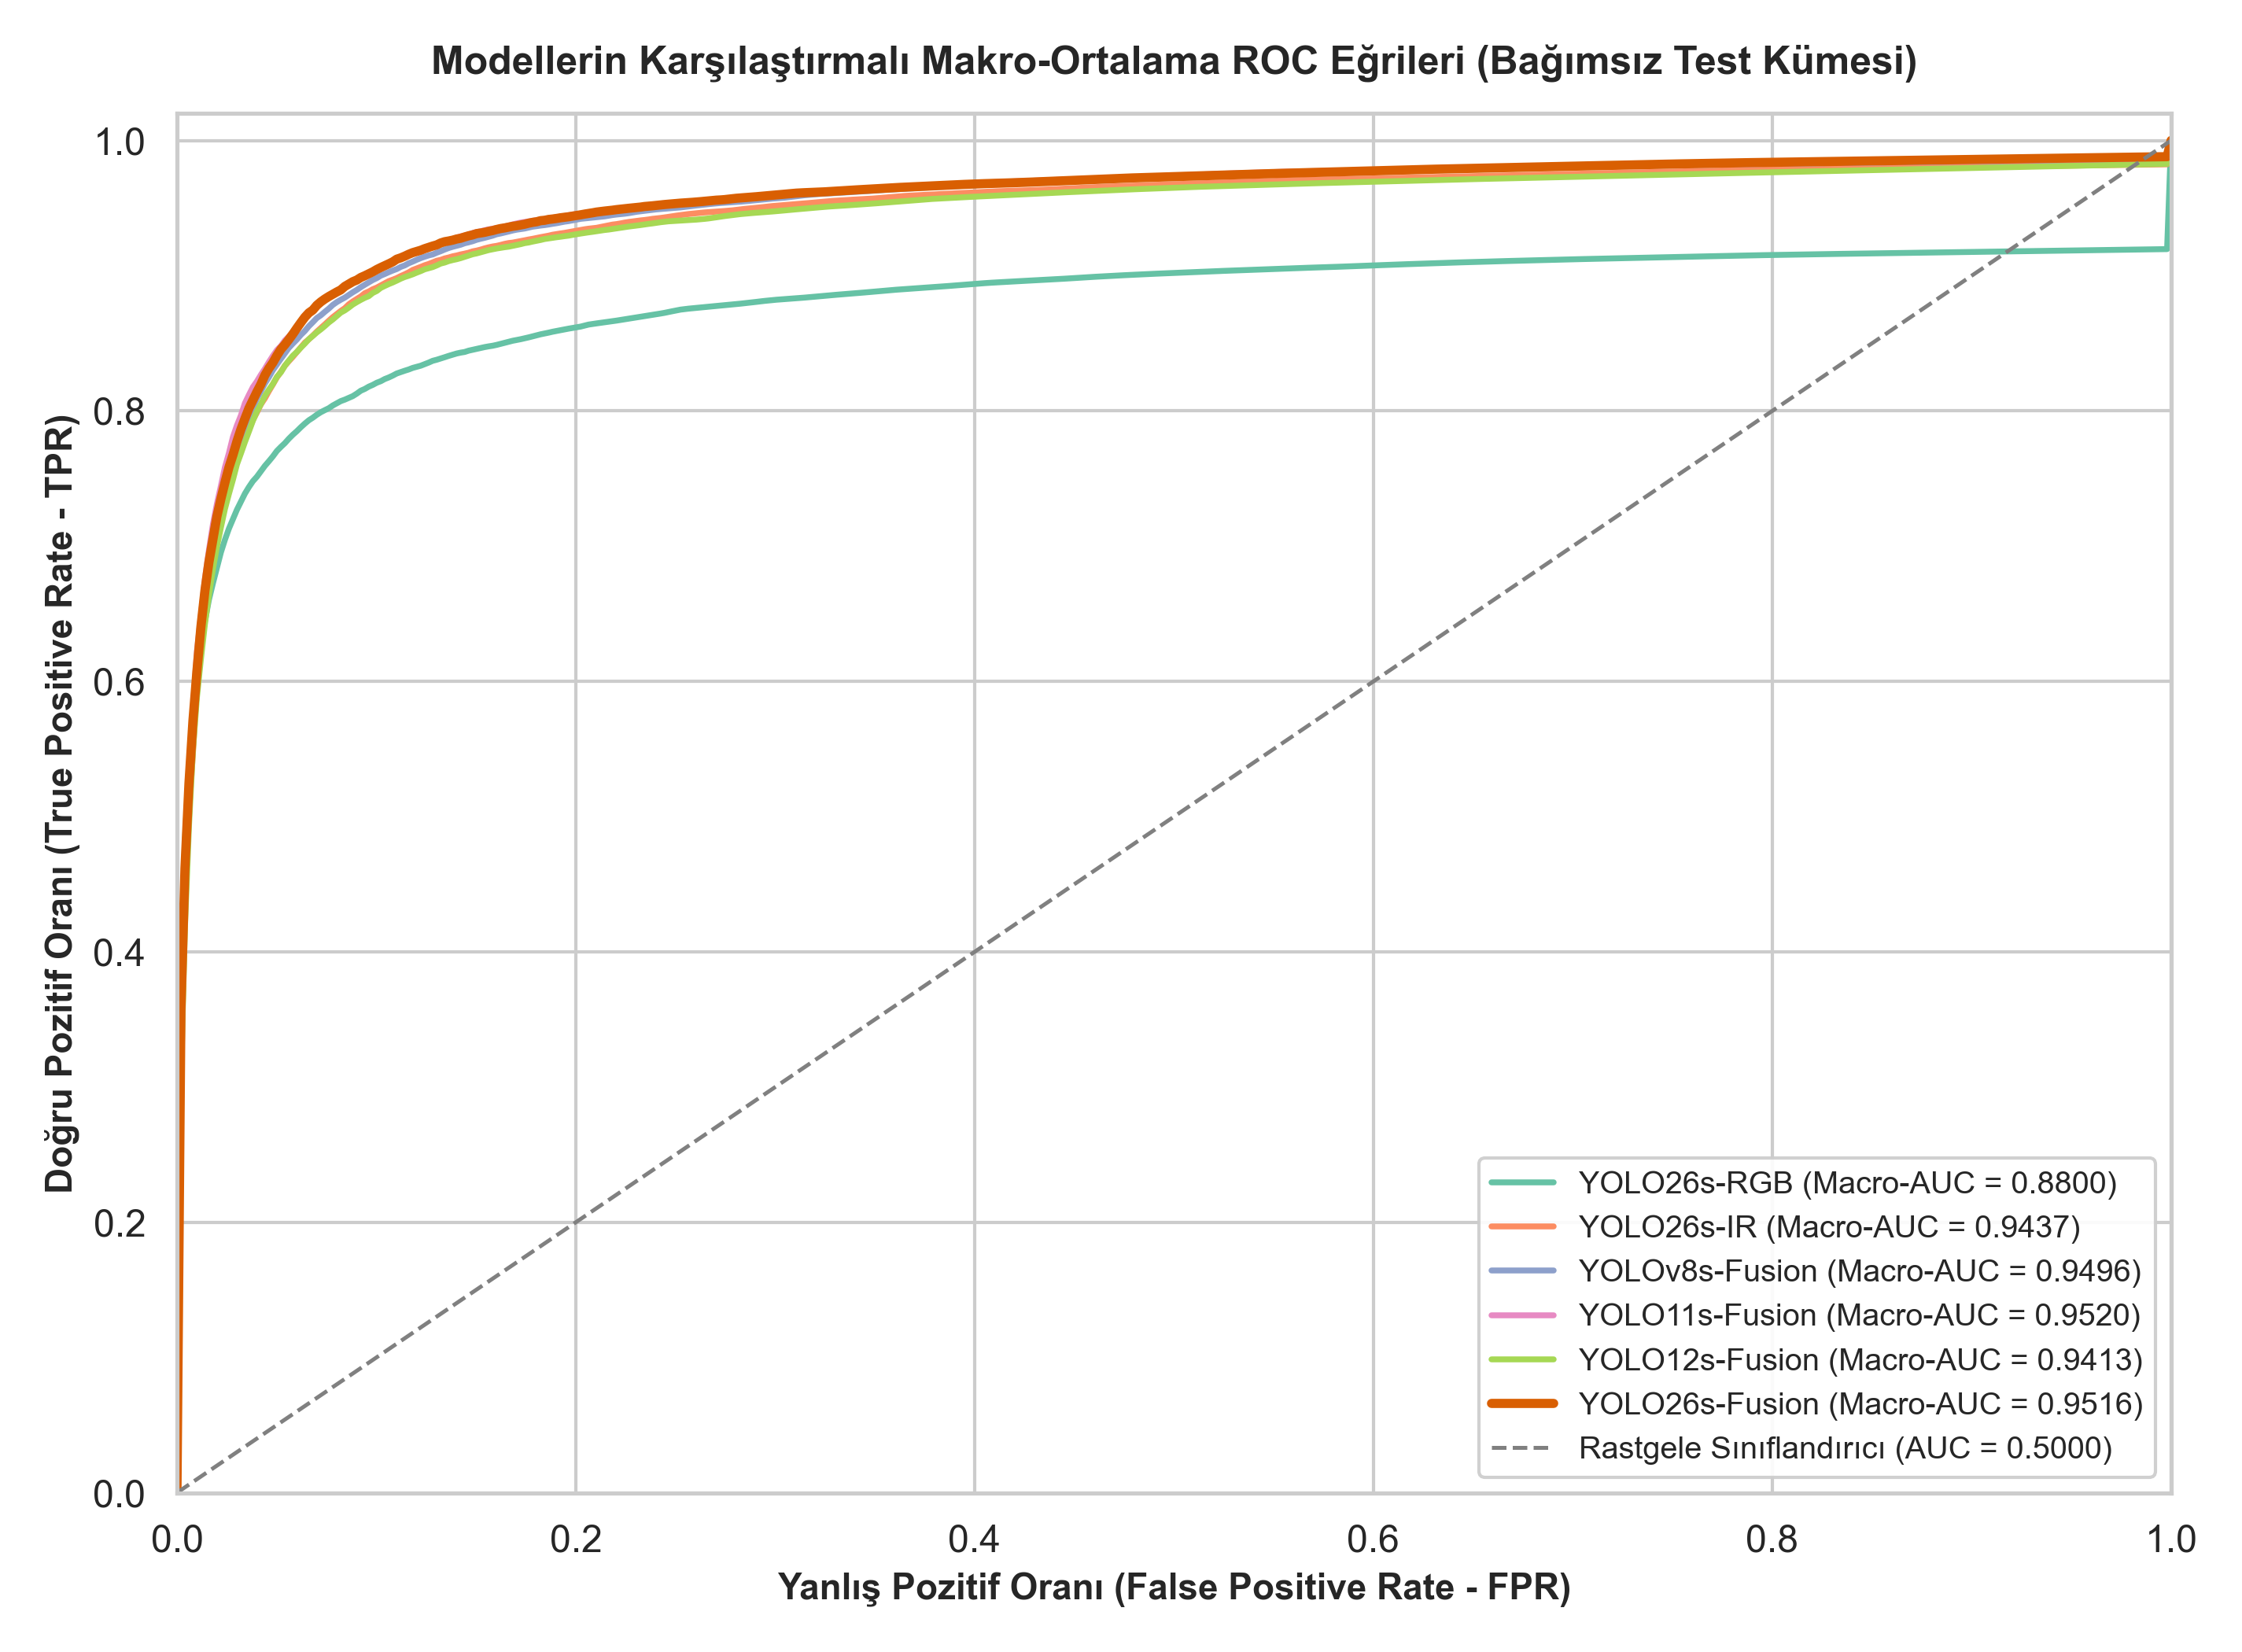 Modellerin Karşılaştırmalı Makro-Ortalama ROC Eğrileri (Bağımsız Test Kümesi)
Doğru Pozitif Oranı (True Positive Rate - TPR)
1.0
0.8
0.6
0.4
0.2
0.0
YOLO26s-RGB (Macro-AUC = 0.8800)
YOLO26s-IR (Macro-AUC = 0.9437)
YOLOv8s-Fusion (Macro-AUC = 0.9496)
YOLO11s-Fusion (Macro-AUC = 0.9520)
YOLO12s-Fusion (Macro-AUC = 0.9413)
YOLO26s-Fusion (Macro-AUC = 0.9516)
Rastgele Sınıflandırıcı (AUC = 0.5000)
0.0 0.2 0.4 0.6 0.8 1.0
Yanlış Pozitif Oranı (False Positive Rate - FPR)